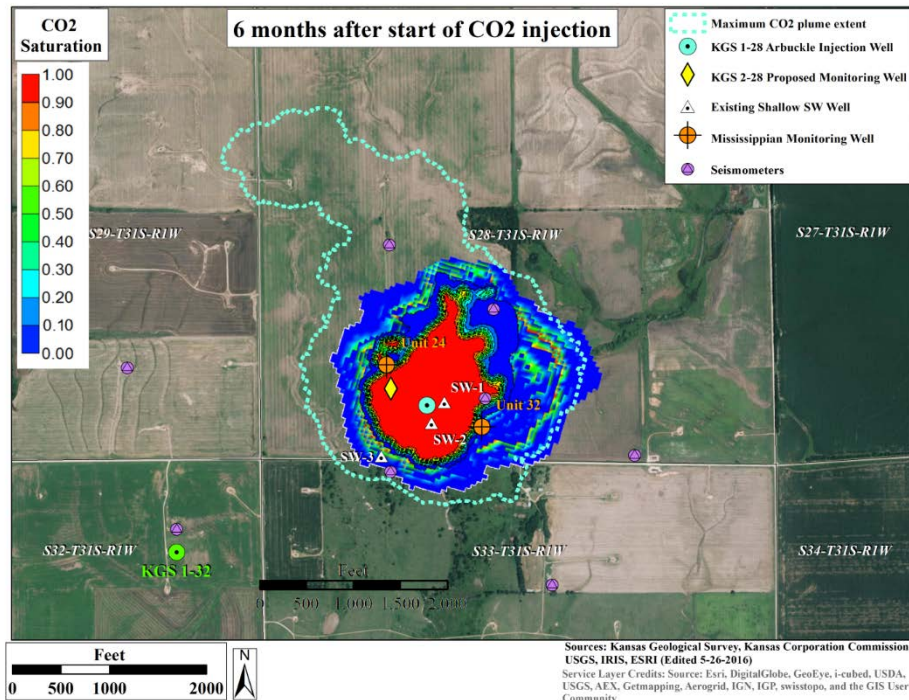 CO2
Saturation
1.00
0.90
0.80
0.70
0.60
0.50
0.40
0.30
0.20
0.10
0.00
6 months after start of CO2 injection
Maximum CO2 plume extent
KGS 1-28 Arbuckle Injection Well
KGS 2-28 Proposed Monitoring Well
Existing Shallow SW Well
Mississippian Monitoring Well
Seismometers
S29-T31S-R1W
S28-T31S-R1W
S27-T31S-R1W
Unit 24
SW-1
Unit 32
SW-2
SW-3
S32-T31S-R1W
S33-T31S-R1W
S34-T31S-R1W
KGS 1-32
Feet
0 500 1,000 1,500 2,000
Feet
0 500 1000 2000
N
Sources: Kansas Geological Survey, Kansas Corporation Commission
USGS, IRIS, ESRI (Edited 5-26-2016)
Service Layer Credits: Source: Esri, DigitalGlobe, GeoEye, i-cubed, USDA,
USGS, AEX, Getmapping, Aerogrid, IGN, IGP, swisstopo, and the GIS User
Community